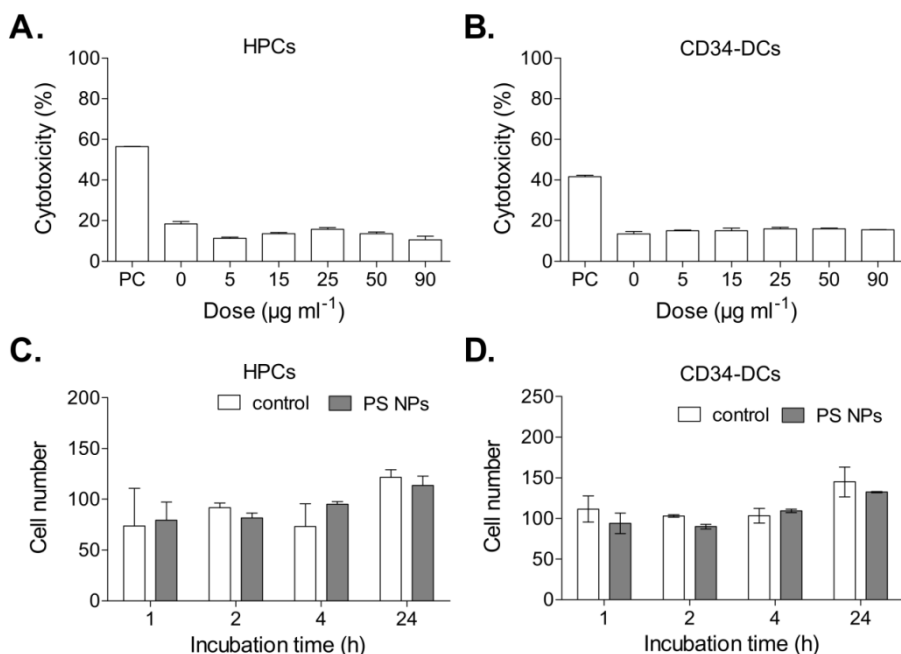 A.
HPCs
Cytotoxicity (%)
100
80
60
40
20
0
PC 0 5 15 25 50 90
Dose (µg ml⁻¹)
B.
CD34-DCs
Cytotoxicity (%)
100
80
60
40
20
0
PC 0 5 15 25 50 90
Dose (µg ml⁻¹)
C.
HPCs
control PS NPs
Cell number
200
150
100
50
0
1 2 4 24
Incubation time (h)
D.
CD34-DCs
control PS NPs
Cell number
250
200
150
100
50
0
1 2 4 24
Incubation time (h)